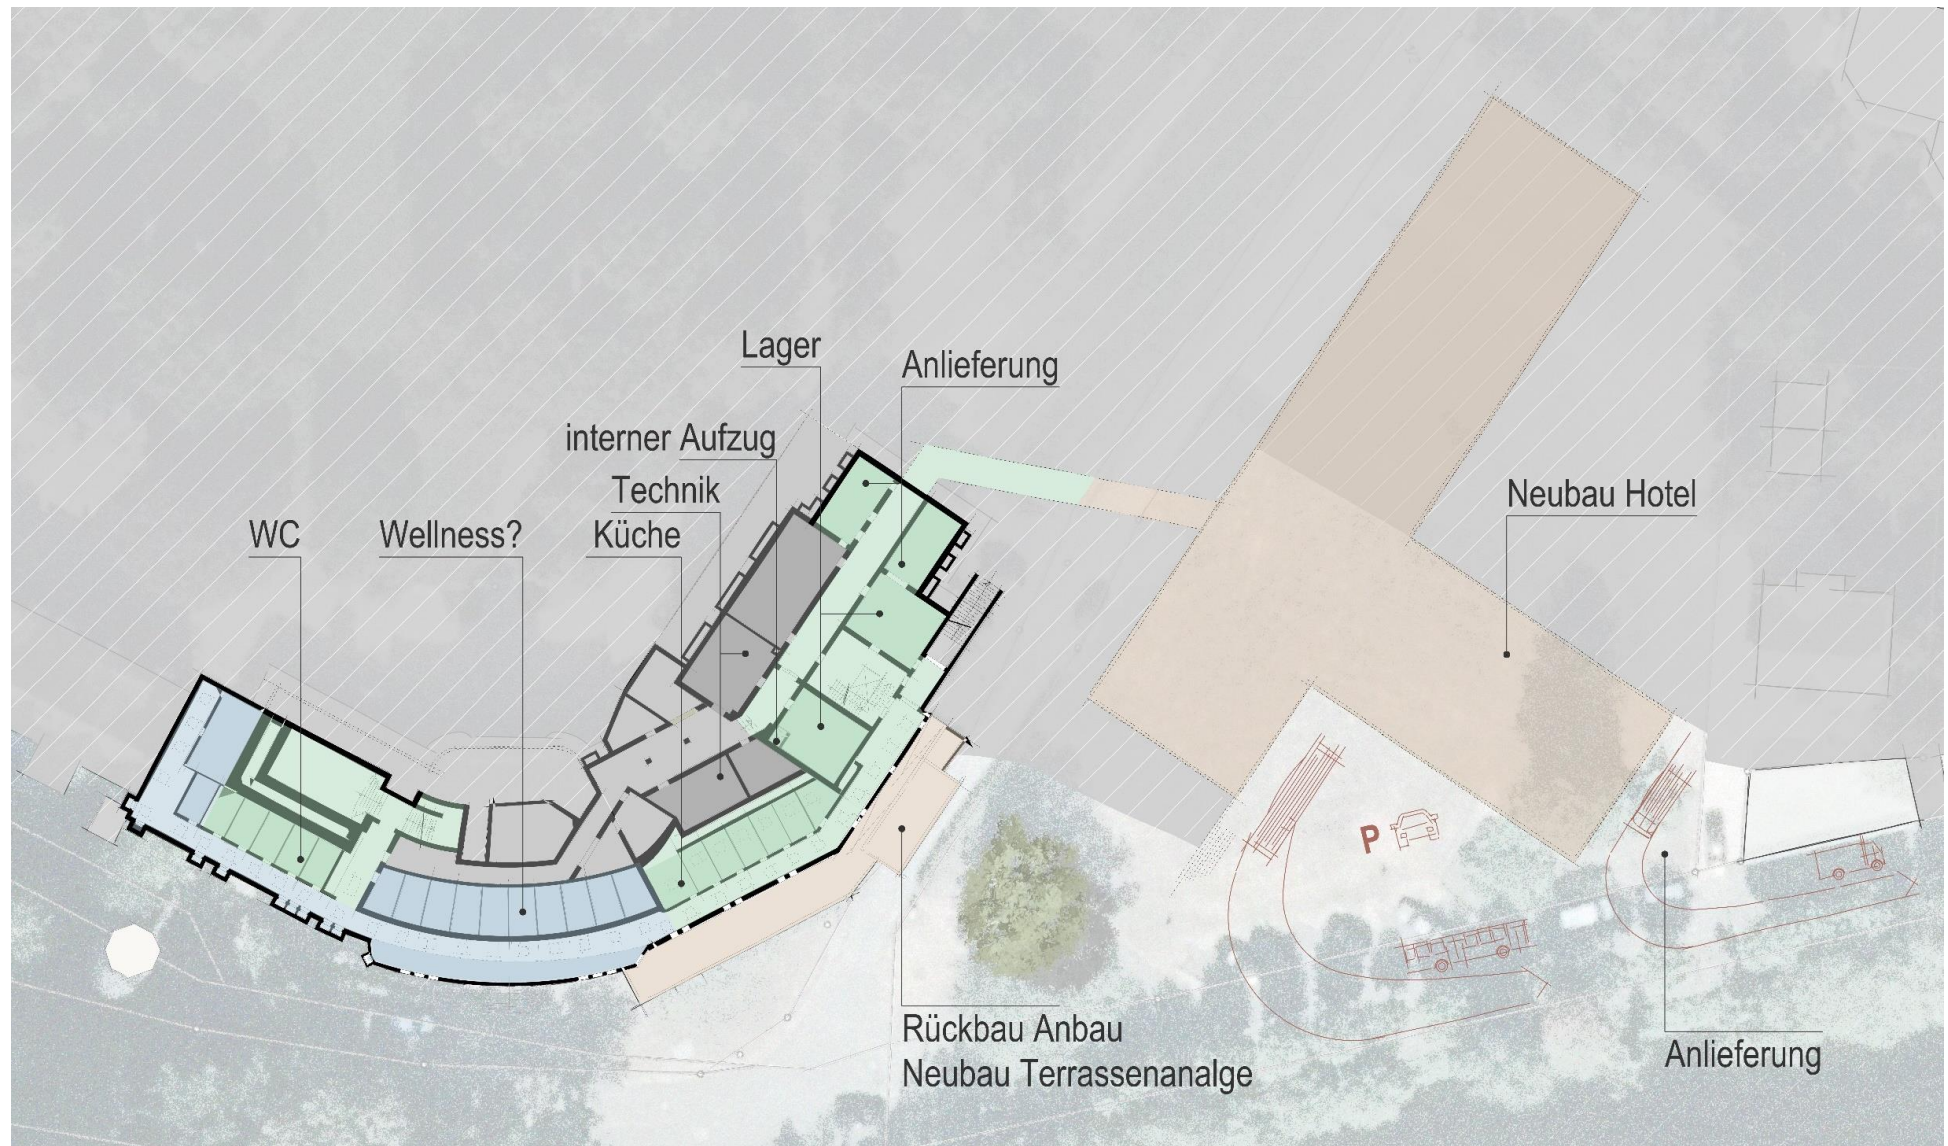 Lager
Anlieferung
interner Aufzug
Technik
WC
Wellness?
Küche
Neubau Hotel
P
Rückbau Anbau
Neubau Terrassenanalge
Anlieferung